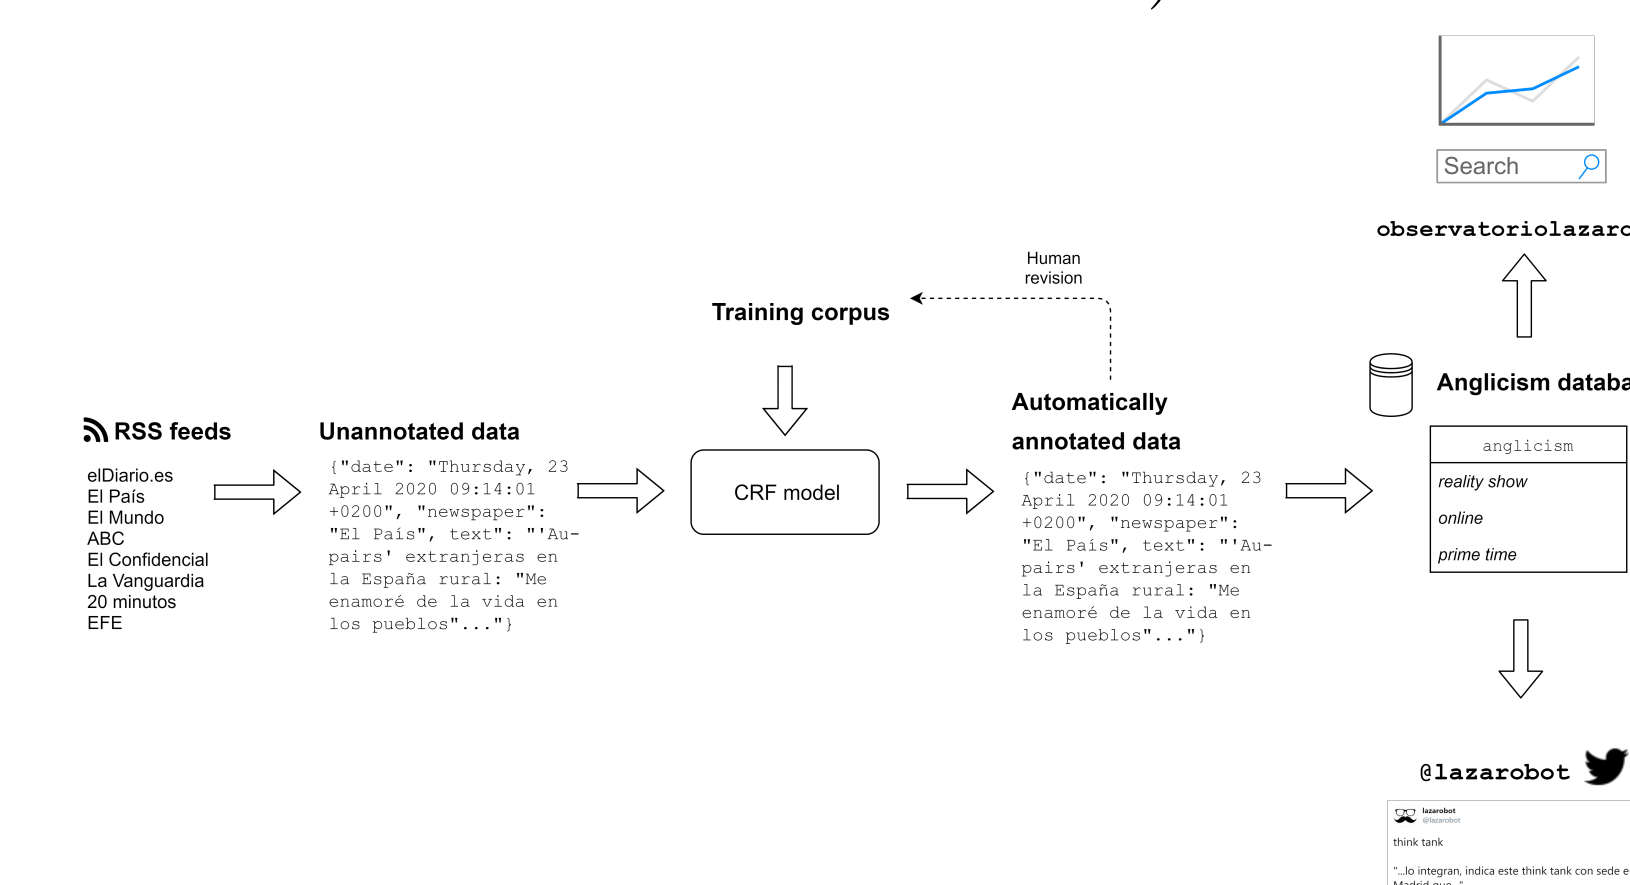 Search
observatoriolazaro
Human
revision
Training corpus
RSS feeds
elDiario.es
El País
El Mundo
ABC
El Confidencial
La Vanguardia
20 minutos
EFE
Unannotated data
{"date": "Thursday, 23
April 2020 09:14:01
+0200", "newspaper":
"El País", text": "'Au-
pairs' extranjeras en
la España rural: "Me
enamoré de la vida en
los pueblos"..."}
CRF model
Automatically
annotated data
{"date": "Thursday, 23
April 2020 09:14:01
+0200", "newspaper":
"El País", text": "'Au-
pairs' extranjeras en
la España rural: "Me
enamoré de la vida en
los pueblos"..."}
Anglicism databa
anglicism
reality show
online
prime time
@lazarobot
lazarobot
@lazarobot
think tank
"...lo integran, indica este think tank con sede e
Madrid que..."